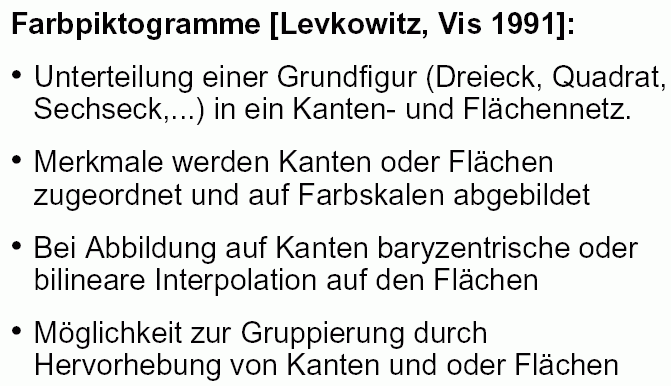 Farbpiktogramme [Levkowitz, Vis 1991]:
• Unterteilung einer Grundfigur (Dreieck, Quadrat,
Sechseck,...) in ein Kanten- und Flächennetz.
• Merkmale werden Kanten oder Flächen
zugeordnet und auf Farbskalen abgebildet
• Bei Abbildung auf Kanten baryzentrische oder
bilineare Interpolation auf den Flächen
• Möglichkeit zur Gruppierung durch
Hervorhebung von Kanten und oder Flächen